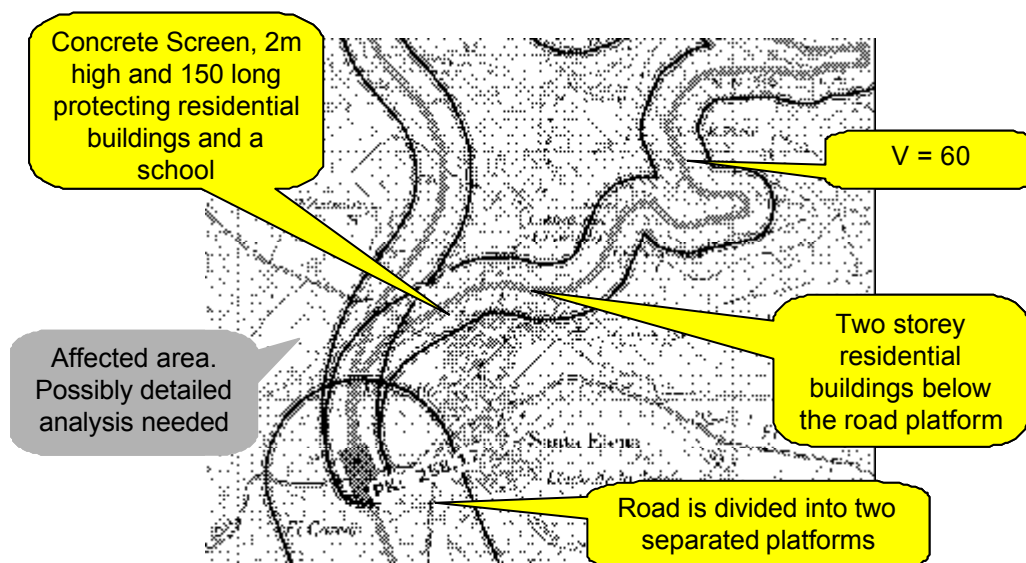 Concrete Screen, 2m
high and 150 long
protecting residential
buildings and a
school
V = 60
Affected area.
Possibly detailed
analysis needed
Two storey
residential
buildings below
the road platform
Santa Elena
PK. 258,17
Road is divided into two
separated platforms